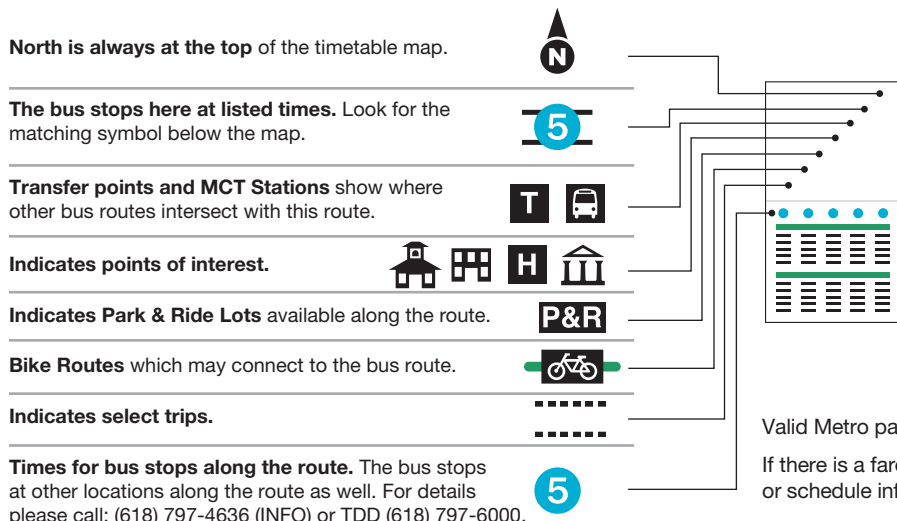 North is always at the top of the timetable map.
N
The bus stops here at listed times. Look for the
matching symbol below the map.
5
Transfer points and MCT Stations show where
other bus routes intersect with this route.
T
Indicates points of interest.
H
Indicates Park & Ride Lots available along the route.
P&R
Bike Routes which may connect to the bus route.
Indicates select trips.
Times for bus stops along the route. The bus stops
at other locations along the route as well. For details
please call: (618) 797-4636 (INFO) or TDD (618) 797-6000.
5
Valid Metro pa
If there is a fare
or schedule inf